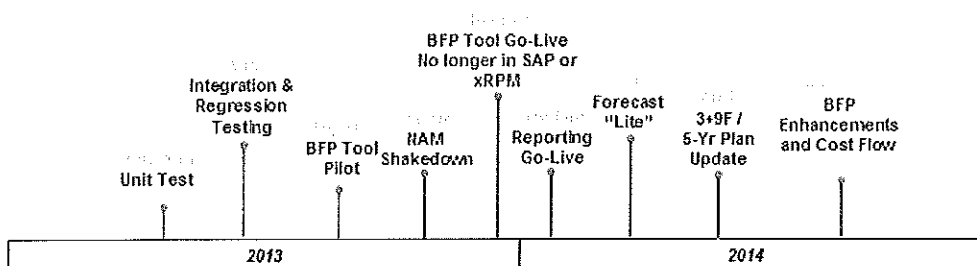 Unit Test
Integration &
Regression
Testing
BFP Tool
Pilot
NAM
Shakedown
BFP Tool Go-Live
No longer in SAP or
xRPM
Reporting
Go-Live
Forecast
"Lite"
3+9F /
5-Yr Plan
Update
BFP
Enhancements
and Cost Flow
2013
2014